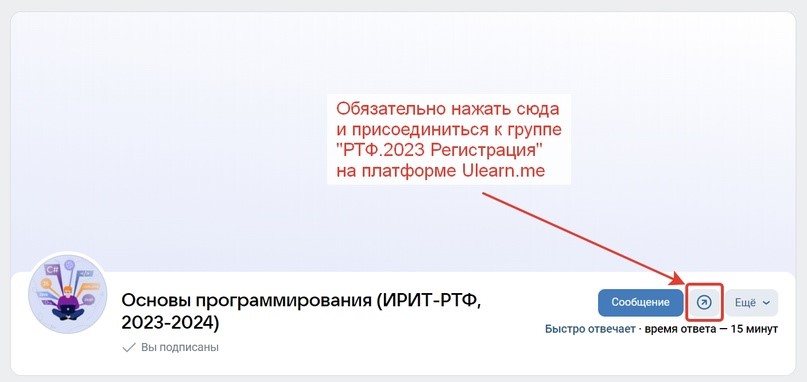 Обязательно нажать сюда
и присоединиться к группе
"РТФ.2023 Регистрация"
на платформе Ulearn.me
C#
Основы программирования (ИРИТ-РТФ,
2023-2024)
Сообщение
Ещё
Быстро отвечает · время ответа — 15 минут
Вы подписаны